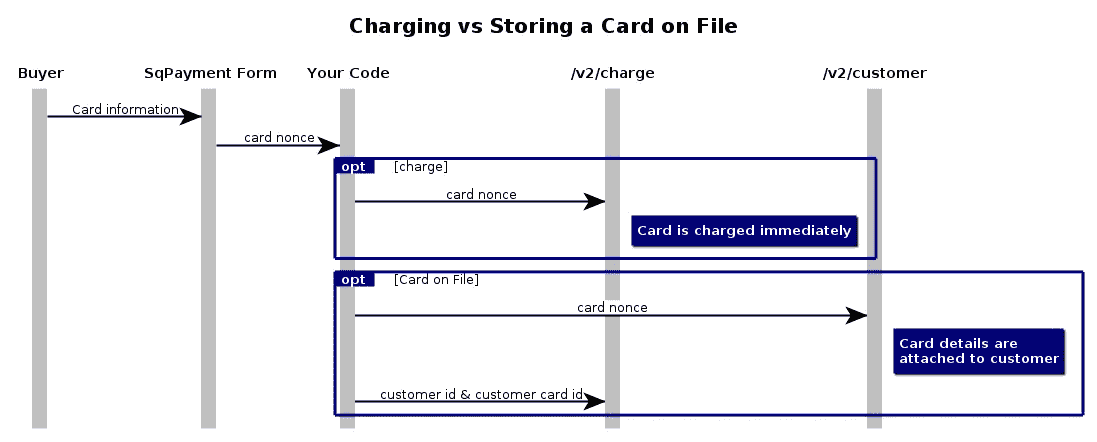 Charging vs Storing a Card on File
Buyer
SqPayment Form
Your Code
/v2/charge
/v2/customer
Card information
card nonce
opt
[charge]
card nonce
Card is charged immediately
opt
[Card on File]
card nonce
Card details are
attached to customer
customer id & customer card id